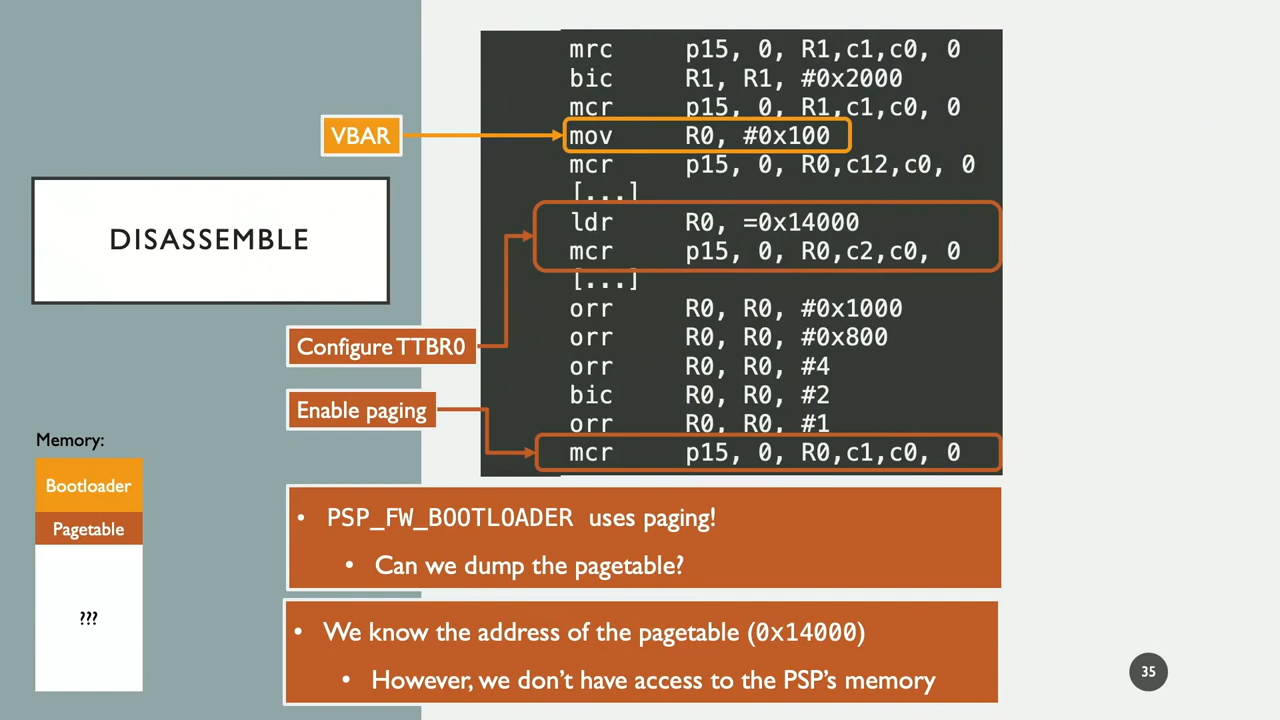 DISASSEMBLE
VBAR
Configure TTBR0
Enable paging
mrc p15, 0, R1,c1,c0, 0
bic R1, R1, #0x2000
mcr p15, 0, R1,c1,c0, 0
mov R0, #0x100
mcr p15, 0, R0,c12,c0, 0
[...]
ldr R0, =0x14000
mcr p15, 0, R0,c2,c0, 0
[...]
orr R0, R0, #0x1000
orr R0, R0, #0x800
orr R0, R0, #4
bic R0, R0, #2
orr R0, R0, #1
mcr p15, 0, R0,c1,c0, 0
Memory:
Bootloader
Pagetable
???
• PSP_FW_BOOTLOADER uses paging!
• Can we dump the pagetable?
• We know the address of the pagetable (0x14000)
• However, we don't have access to the PSP's memory
35